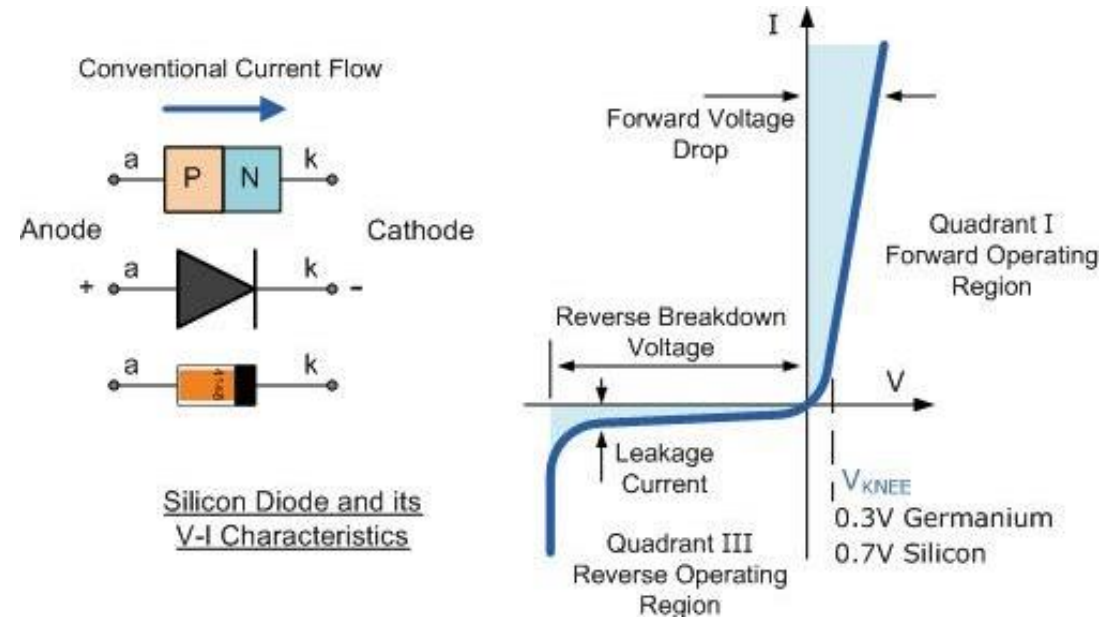 Conventional Current Flow
a
P
N
k
Anode
Cathode
+
a
k
-
a
k
Silicon Diode and its
V-I Characteristics
I
Forward Voltage
Drop
Quadrant I
Forward Operating
Region
Reverse Breakdown
Voltage
V
Leakage
Current
VKNEE
0.3V Germanium
0.7V Silicon
Quadrant III
Reverse Operating
Region